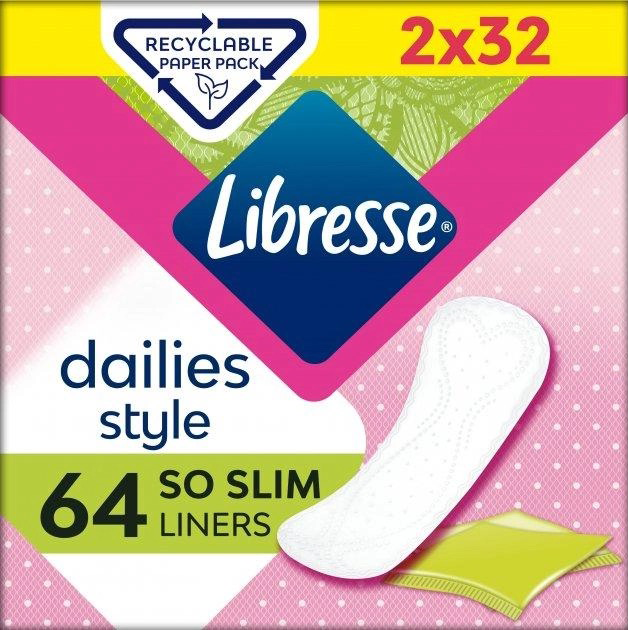 RECYCLABLE
PAPER PACK
2x32
Libresse®
dailies
style
64 SO SLIM
LINERS